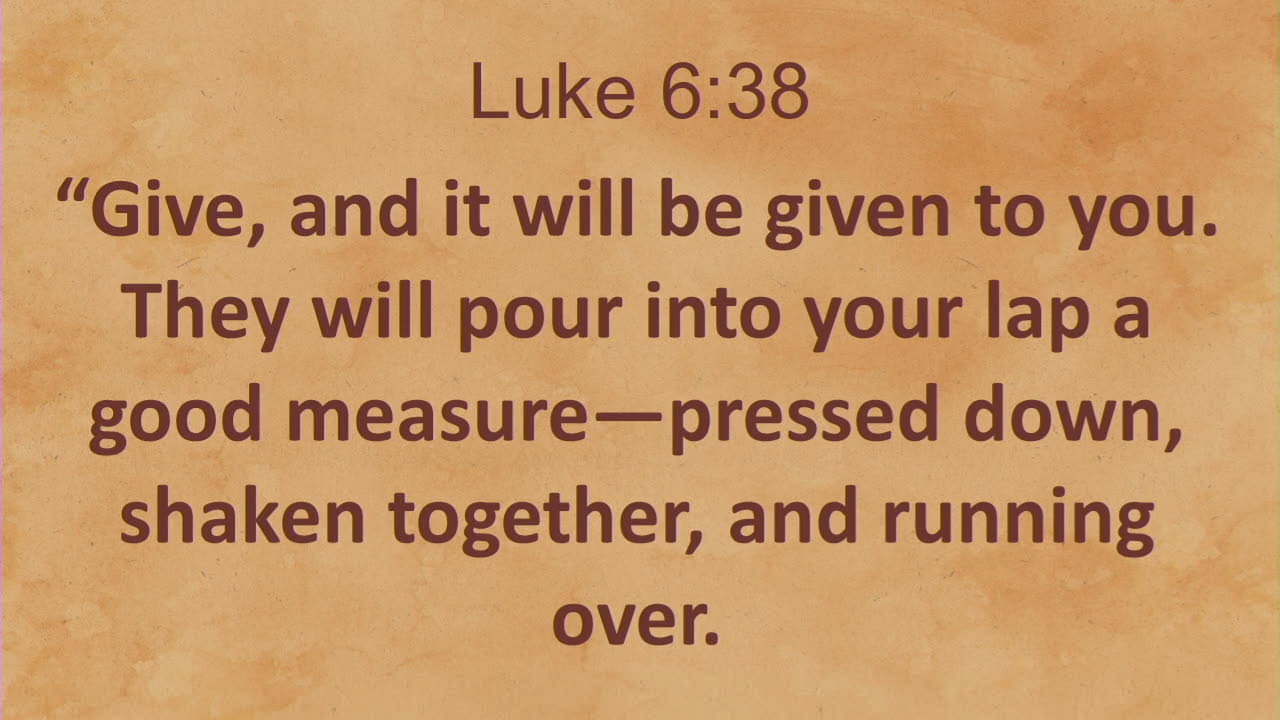 Luke 6:38
“Give, and it will be given to you.
They will pour into your lap a
good measure—pressed down,
shaken together, and running
over.